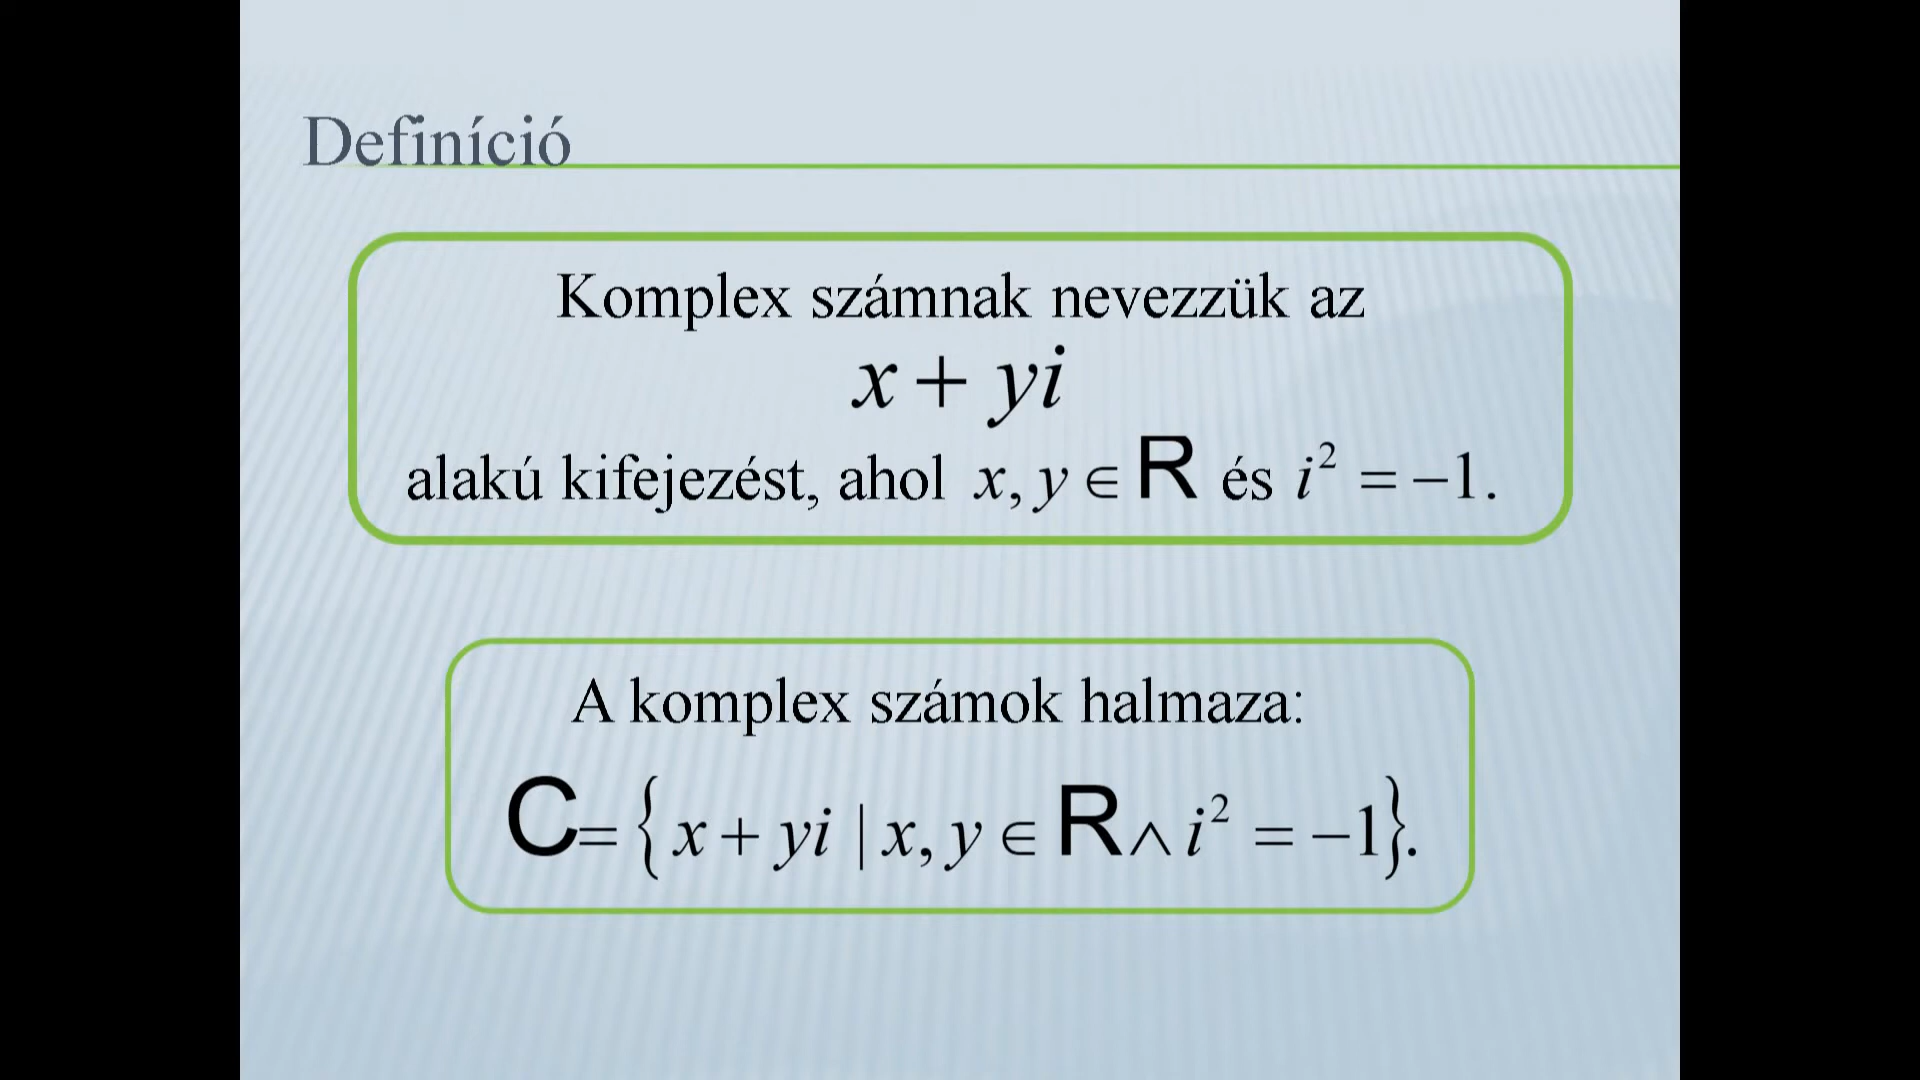 Definíció
Komplex számnak nevezzük az
x + yi
alakú kifejezést, ahol x, y ∈ R és i² = −1.
A komplex számok halmaza:
C= { x + yi | x, y ∈ R ∧ i² = −1}.